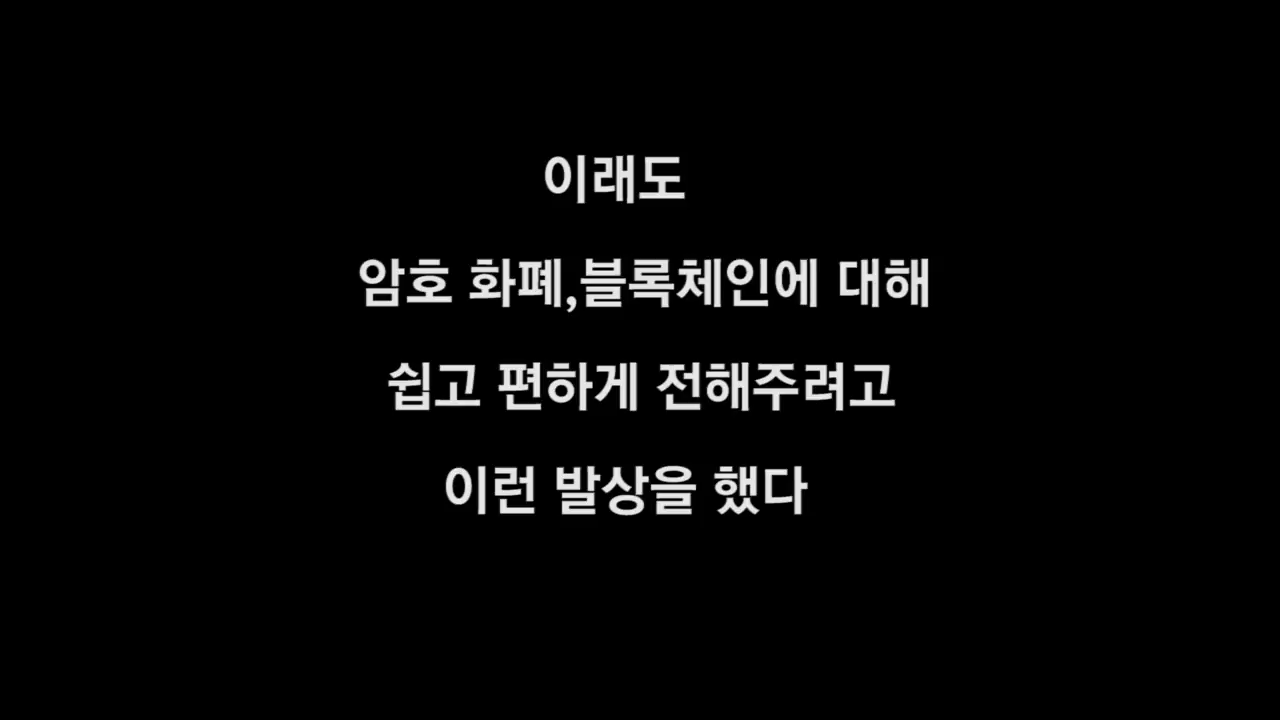 이래도
암호 화폐,블록체인에 대해
쉽고 편하게 전해주려고
이런 발상을 했다